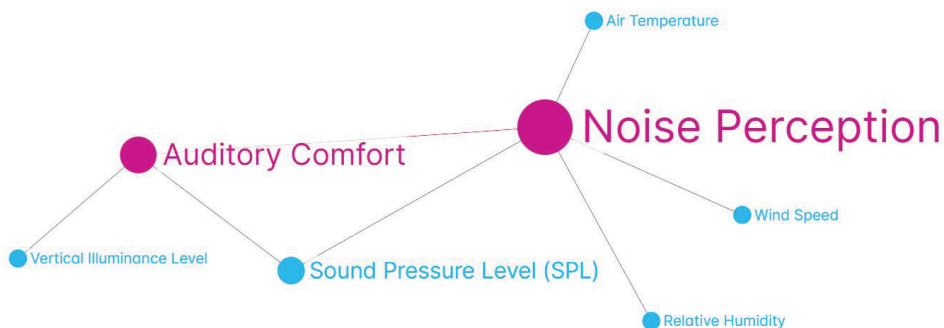 Air Temperature
Noise Perception
Auditory Comfort
Wind Speed
Vertical Illuminance Level
Sound Pressure Level (SPL)
Relative Humidity